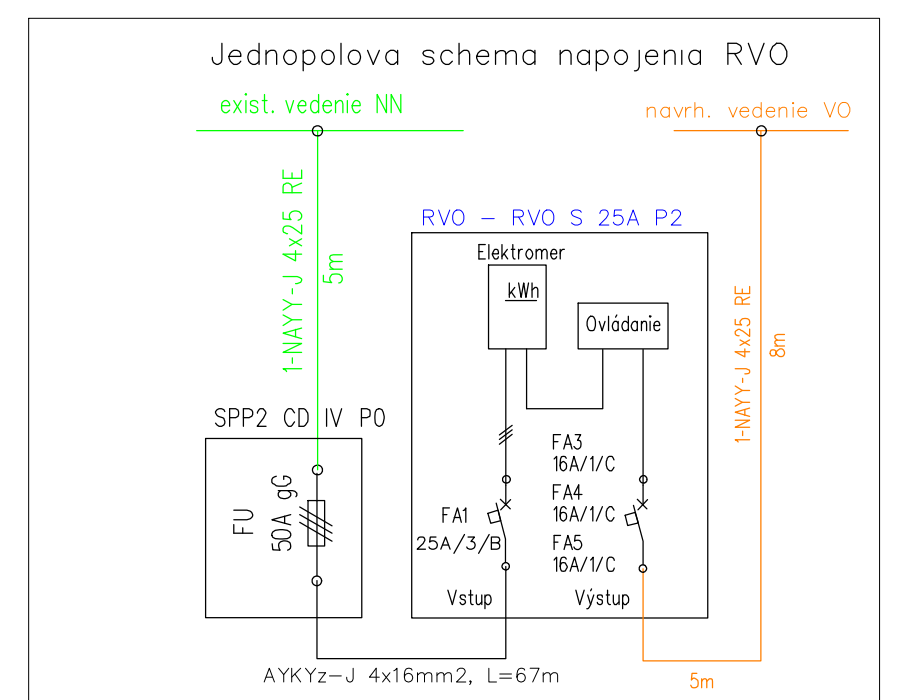 Jednopolova schema napojenia RVO
exist. vedenie NN
navrh. vedenie VO
1-NAYY-J 4x25 RE
5m
RVO - RVO S 25A P2
Elektromer
kWh
Ovládanie
1-NAYY-J 4x25 RE
8m
SPP2 CD IV P0
FU
50A gG
FA1
25A/3/B
FA3
16A/1/C
FA4
16A/1/C
FA5
16A/1/C
Vstup
Výstup
AYKYz-J 4x16mm2, L=67m
5m